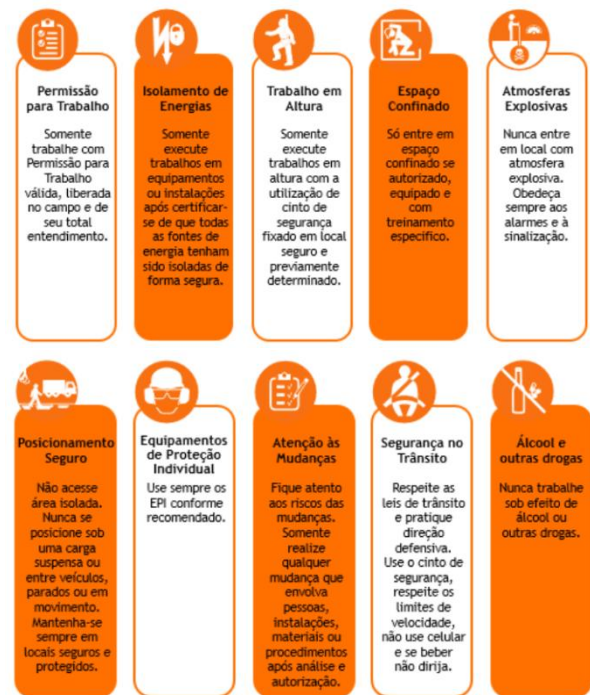 Permissão
para Trabalho
Somente
trabalhe com
Permissão para
Trabalho
válida, liberada
no campo e de
seu total
entendimento.
Isolamento de
Energias
Somente
execute
trabalhos em
equipamentos
ou instalações
após certificar-
se de que todas
as fontes de
energia tenham
sido isoladas de
forma segura.
Trabalho em
Altura
Somente
execute
trabalhos em
altura com a
utilização de
cinto de
segurança
fixado em local
seguro e
previamente
determinado.
Espaço
Confinado
Só entre em
espaço
confinado se
autorizado,
equipado e
com
treinamento
específico.
Atmosferas
Explosivas
Nunca entre
em local com
atmosfera
explosiva.
Obedeça
sempre aos
alarmes e à
sinalização.
Posicionamento
Seguro
Não acesse
área isolada.
Nunca se
posicione sob
uma carga
suspensa ou
entre veículos,
parados ou em
movimento.
Mantenha-se
sempre em
locais seguros e
protegidos.
Equipamentos
de Proteção
Individual
Use sempre os
EPI conforme
recomendado.
Atenção às
Mudanças
Fique atento
aos riscos das
mudanças.
Somente
realize
qualquer
mudança que
envolva
pessoas,
instalações,
materiais ou
procedimentos
após análise e
autorização.
Segurança no
Trânsito
Respeite as
leis de trânsito
e pratique
direção
defensiva.
Use o cinto de
segurança,
respeite os
limites de
velocidade,
não use celular
e se beber
não dirija.
Álcool e
outras drogas
Nunca trabalhe
sob efeito de
álcool ou
outras drogas.